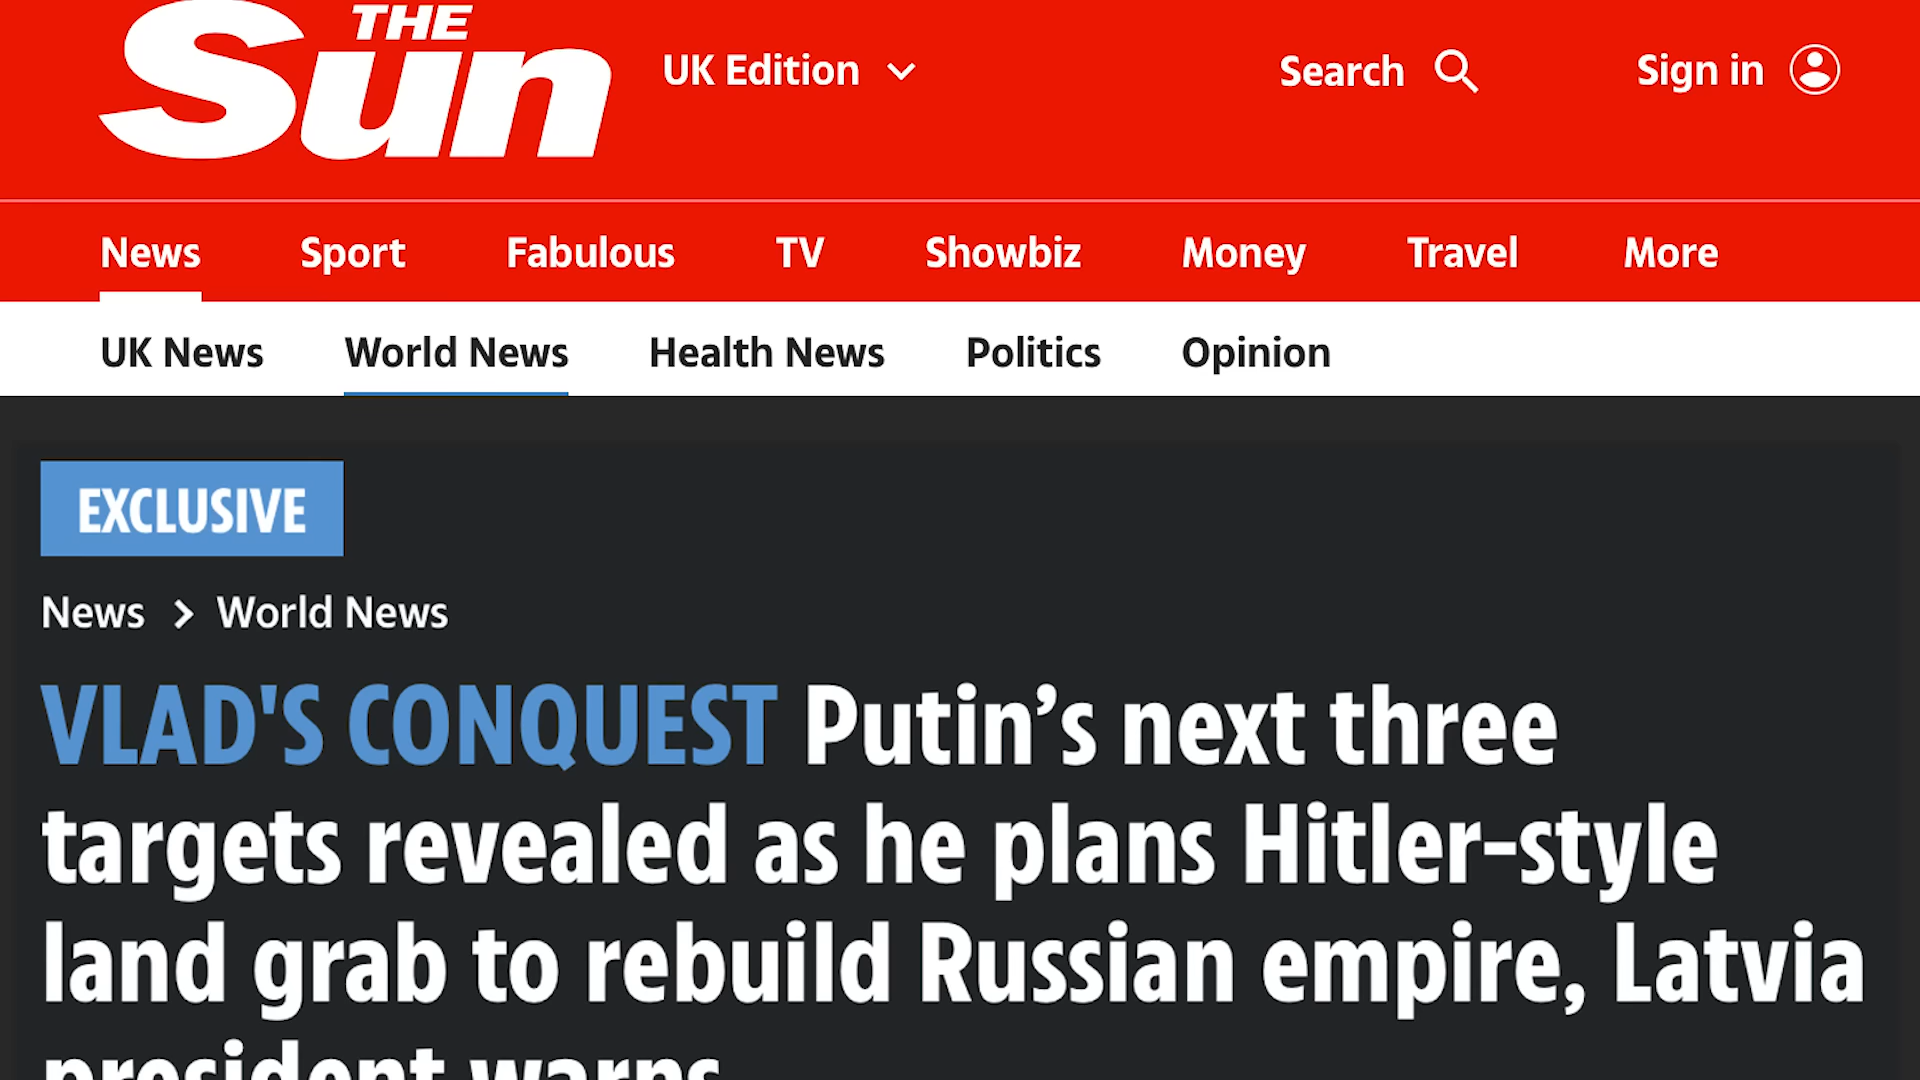 THE
Sun
UK Edition
Search
Sign in
News Sport Fabulous TV Showbiz Money Travel More
UK News World News Health News Politics Opinion
EXCLUSIVE
News > World News
VLAD'S CONQUEST Putin’s next three
targets revealed as he plans Hitler-style
land grab to rebuild Russian empire, Latvia
president warns